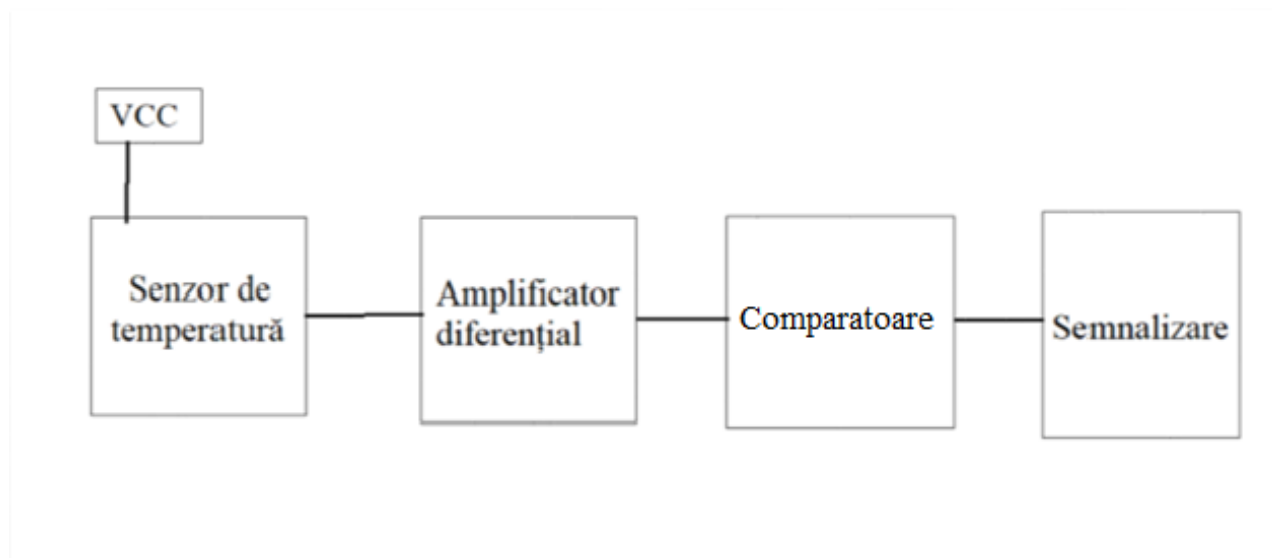 VCC
Senzor de
temperatură
Amplificator
diferențial
Comparatoare
Semnalizare